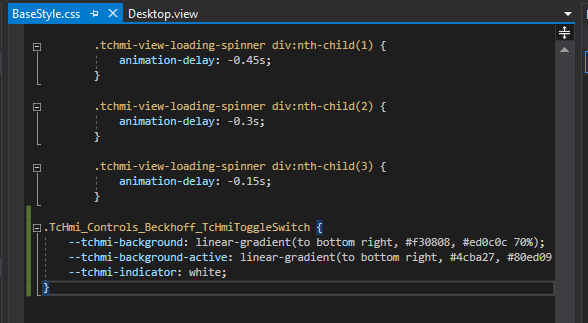 BaseStyle.css Desktop.view
.tchmi-view-loading-spinner div:nth-child(1) {
animation-delay: -0.45s;
}
.tchmi-view-loading-spinner div:nth-child(2) {
animation-delay: -0.3s;
}
.tchmi-view-loading-spinner div:nth-child(3) {
animation-delay: -0.15s;
}
.TcHmi_Controls_Beckhoff_TcHmiToggleSwitch {
--tchmi-background: linear-gradient(to bottom right, #f30808, #ed0c0c 70%);
--tchmi-background-active: linear-gradient(to bottom right, #4cba27, #80ed09
--tchmi-indicator: white;
}